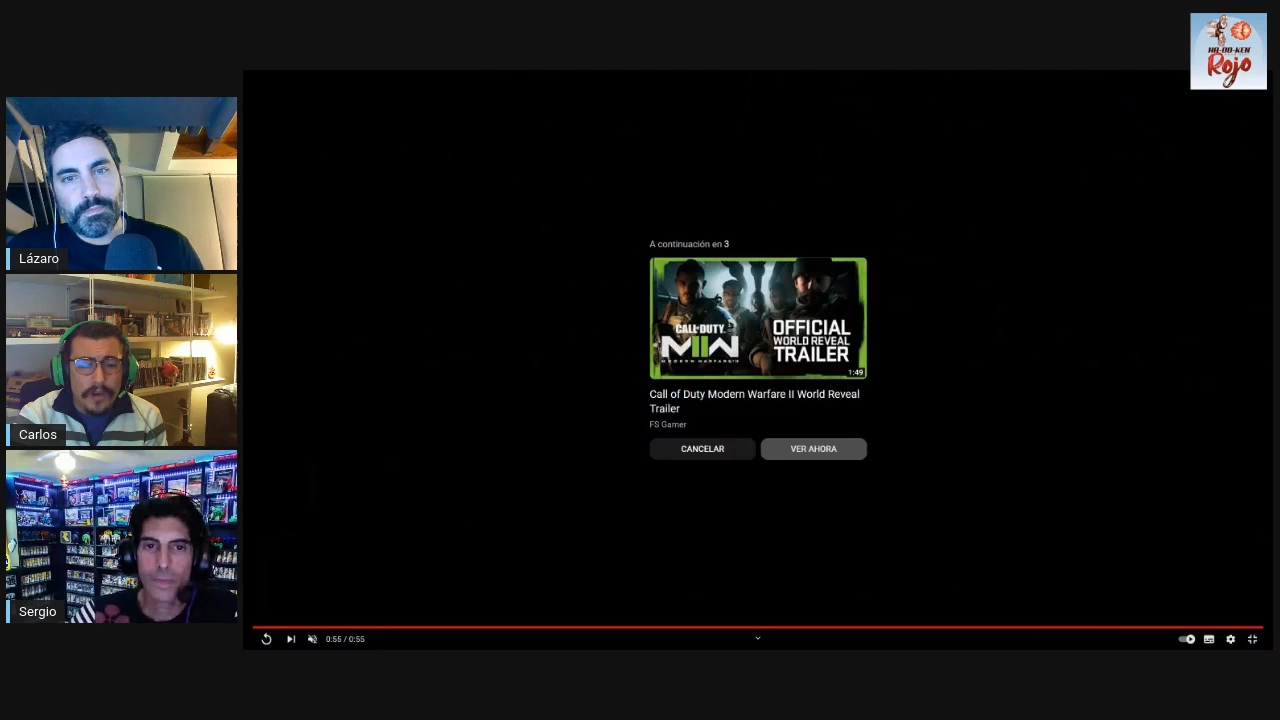 HA-DO-KEN
Rojo
Lázaro
Carlos
Sergio
A continuación en 3
CALL OF DUTY
MWII
MODERN WARFARE II
OFFICIAL
WORLD REVEAL
TRAILER
1:49
Call of Duty Modern Warfare II World Reveal
Trailer
FS Gamer
CANCELAR
VER AHORA
0:55 / 0:55